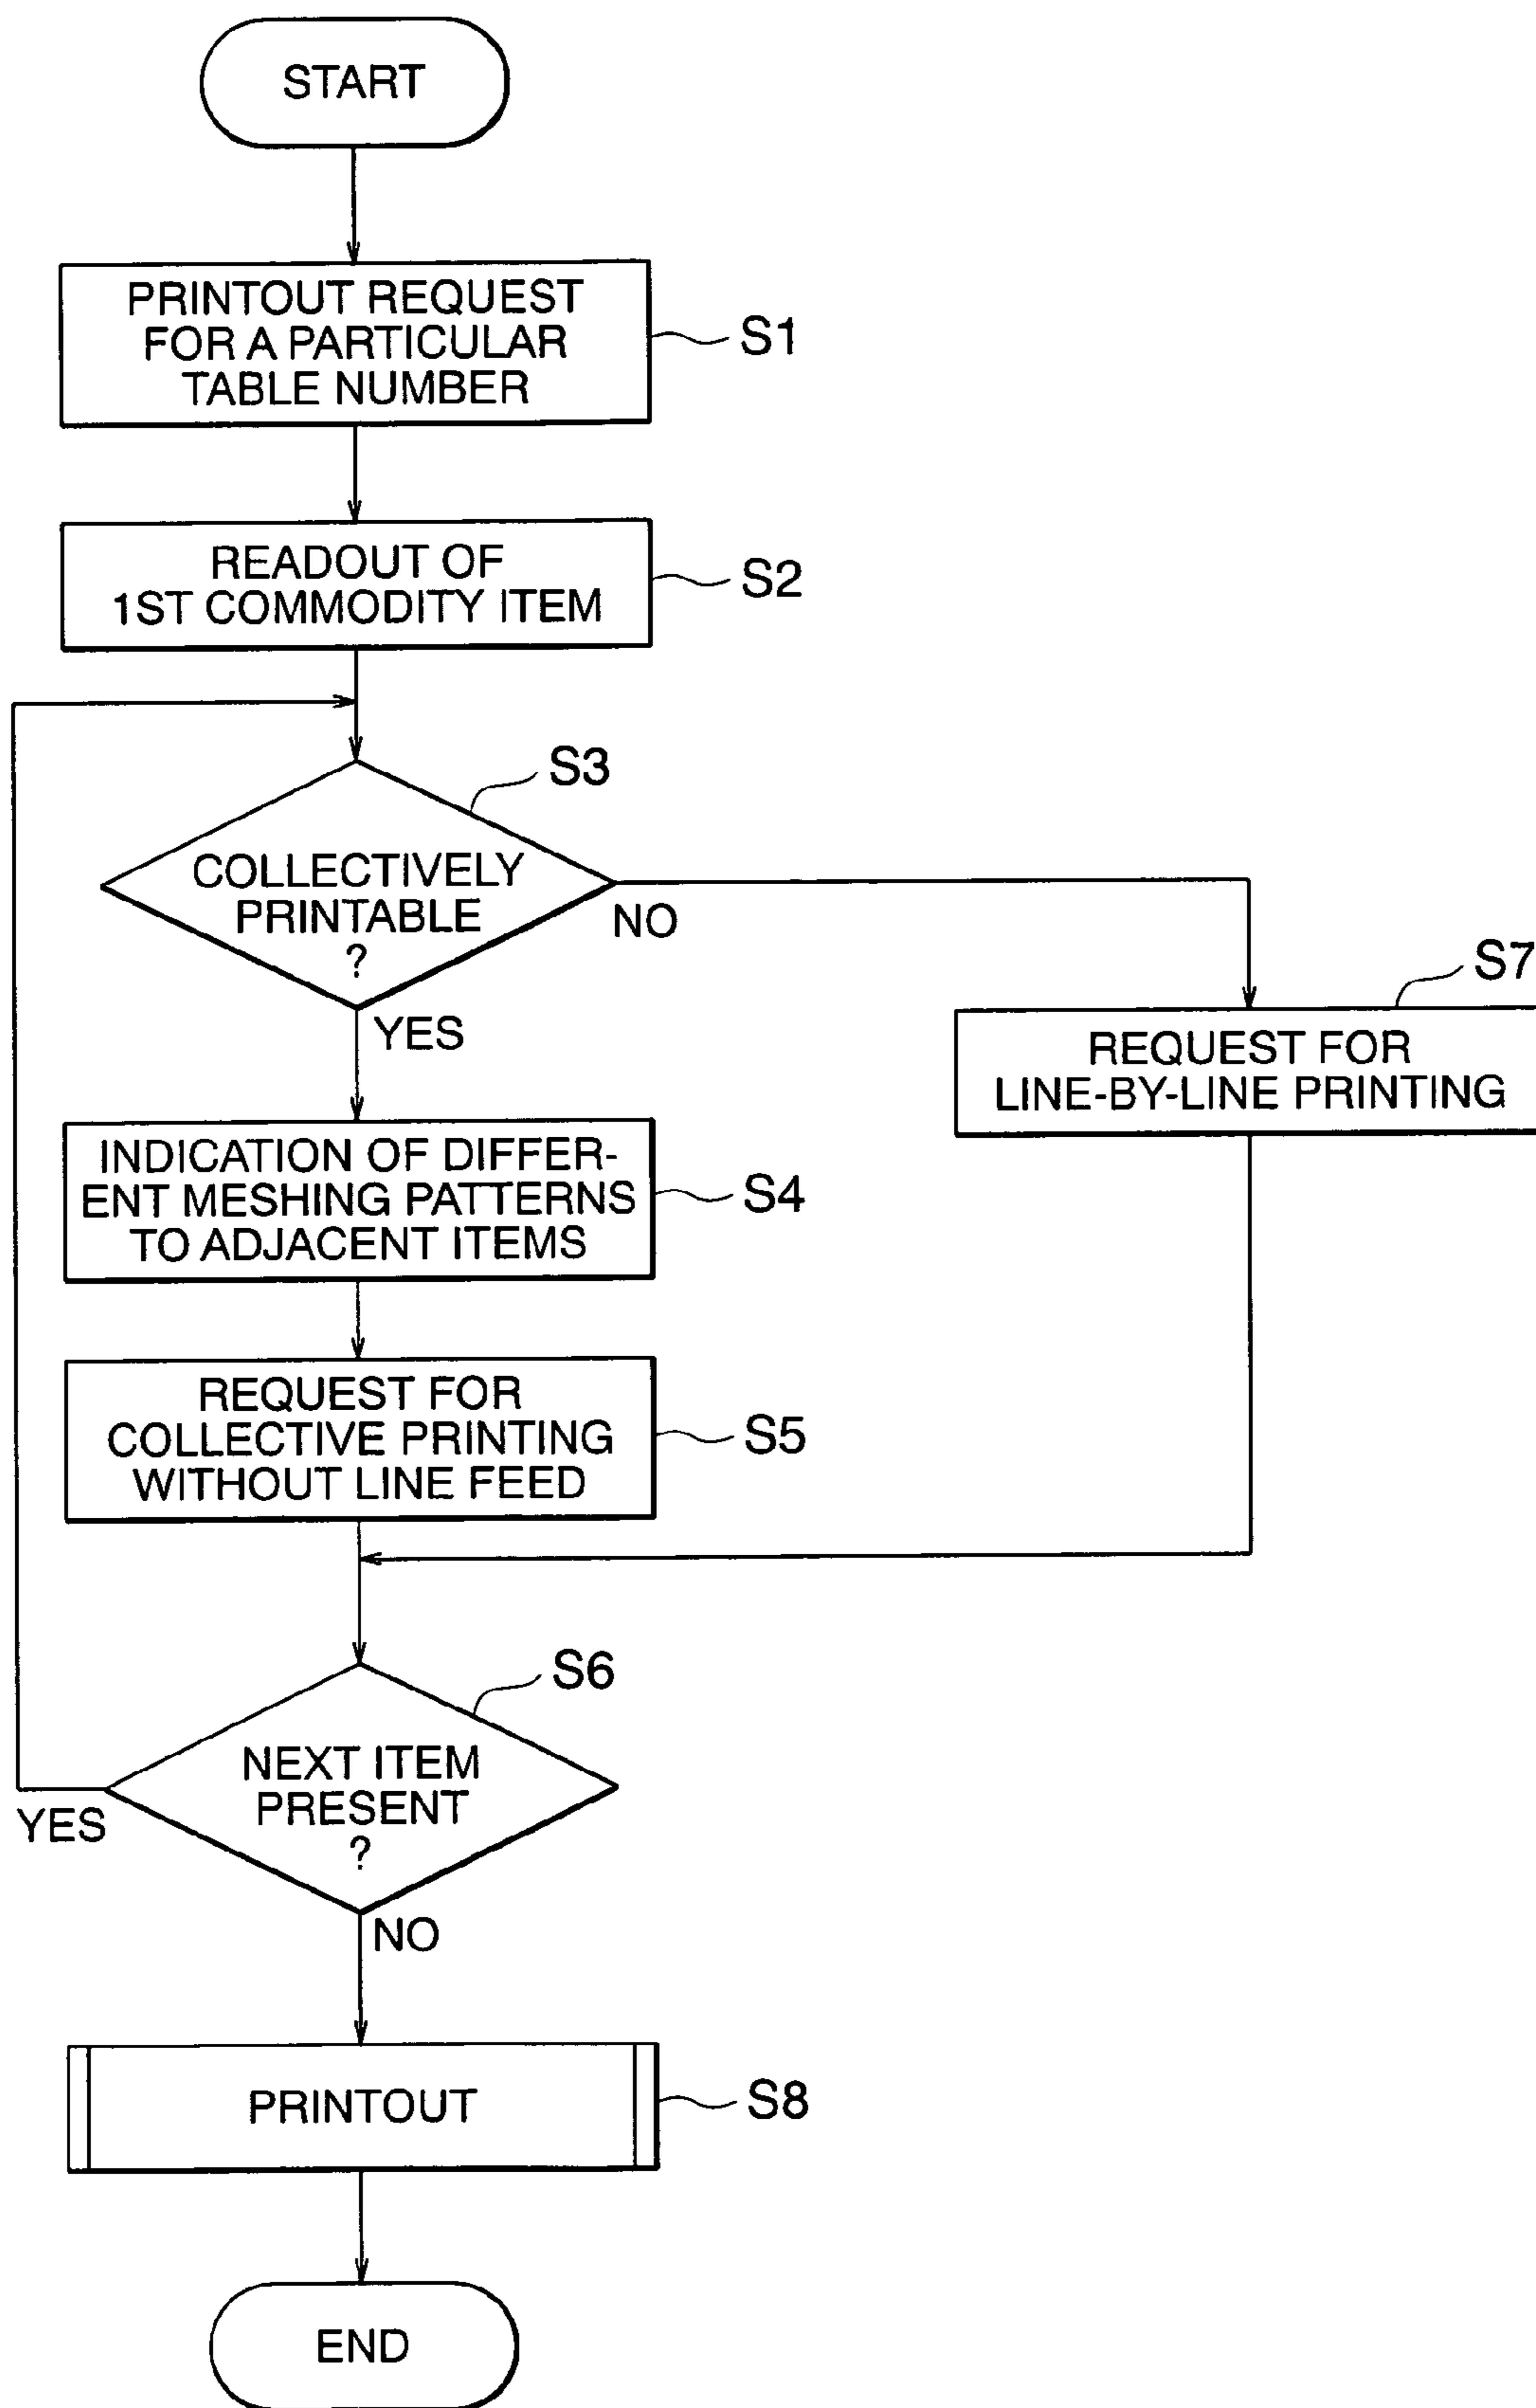 START
PRINTOUT REQUEST
FOR A PARTICULAR
TABLE NUMBER
S1
READOUT OF
1ST COMMODITY ITEM
S2
S3
COLLECTIVELY
PRINTABLE
?
NO
YES
S7
REQUEST FOR
LINE-BY-LINE PRINTING
INDICATION OF DIFFER-
ENT MESHING PATTERNS
TO ADJACENT ITEMS
S4
REQUEST FOR
COLLECTIVE PRINTING
WITHOUT LINE FEED
S5
S6
NEXT ITEM
PRESENT
?
YES
NO
PRINTOUT
S8
END